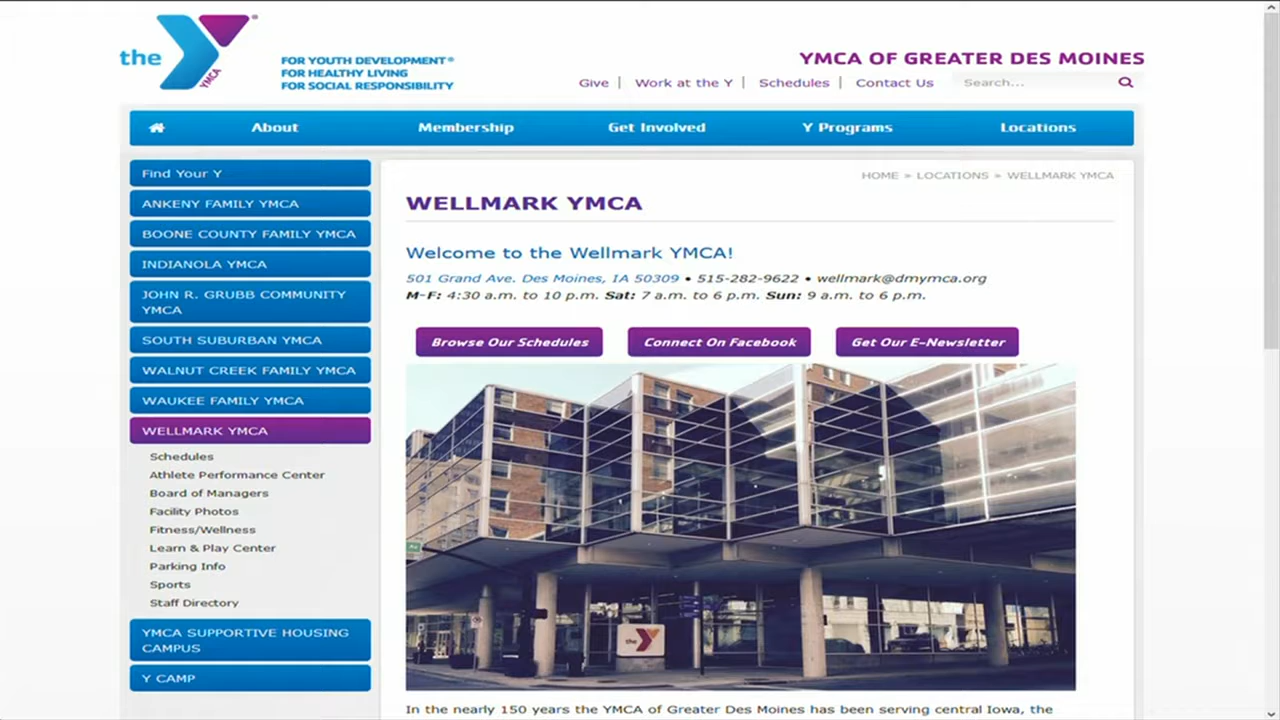 the
YMCA
FOR YOUTH DEVELOPMENT®
FOR HEALTHY LIVING
FOR SOCIAL RESPONSIBILITY
YMCA OF GREATER DES MOINES
Give | Work at the Y | Schedules | Contact Us
Search...
About Membership Get Involved Y Programs Locations
Find Your Y
ANKENY FAMILY YMCA
BOONE COUNTY FAMILY YMCA
INDIANOLA YMCA
JOHN R. GRUBB COMMUNITY
YMCA
SOUTH SUBURBAN YMCA
WALNUT CREEK FAMILY YMCA
WAUKEE FAMILY YMCA
WELLMARK YMCA
Schedules
Athlete Performance Center
Board of Managers
Facility Photos
Fitness/Wellness
Learn & Play Center
Parking Info
Sports
Staff Directory
YMCA SUPPORTIVE HOUSING
CAMPUS
Y CAMP
HOME » LOCATIONS » WELLMARK YMCA
WELLMARK YMCA
Welcome to the Wellmark YMCA!
501 Grand Ave. Des Moines, IA 50309 • 515-282-9622 • wellmark@dmymca.org
M-F: 4:30 a.m. to 10 p.m. Sat: 7 a.m. to 6 p.m. Sun: 9 a.m. to 6 p.m.
Browse Our Schedules
Connect On Facebook
Get Our E-Newsletter
the
In the nearly 150 years the YMCA of Greater Des Moines has been serving central Iowa, the